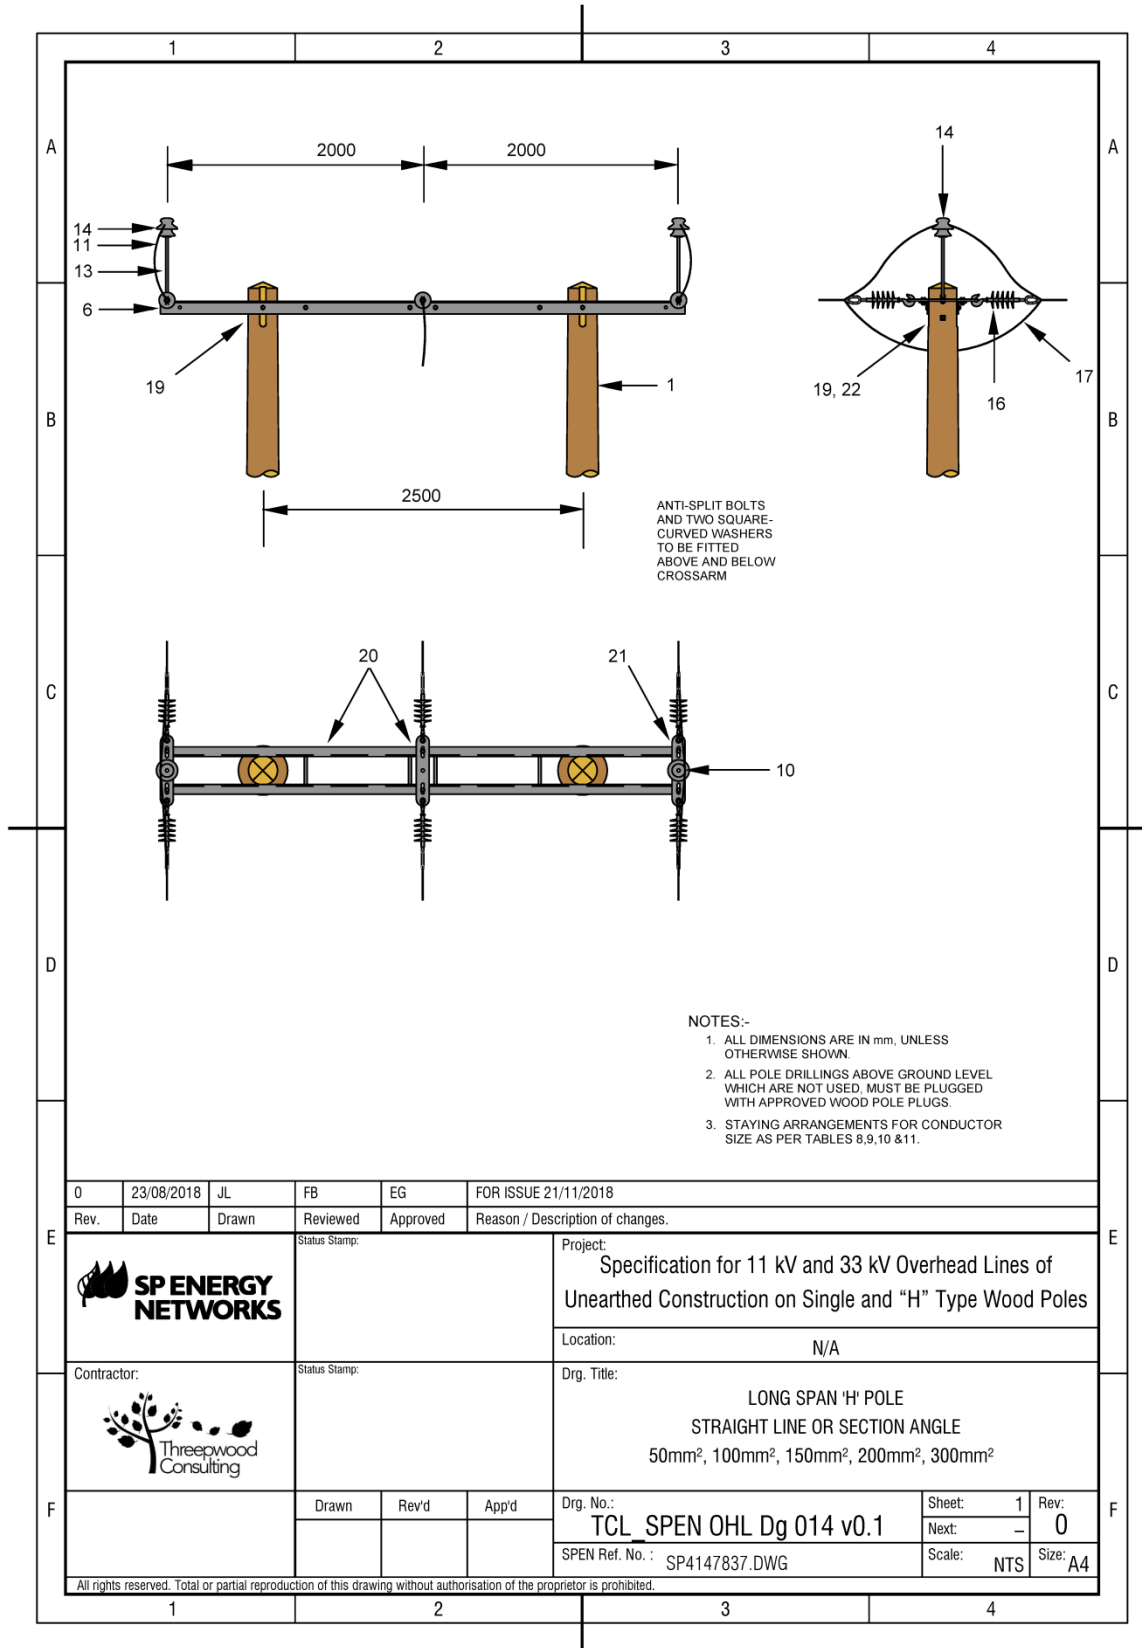 1 2 3 4
A A
2000 2000
14
14
11
13
6
19
1
19, 22
16
17
B B
2500
ANTI-SPLIT BOLTS
AND TWO SQUARE-
CURVED WASHERS
TO BE FITTED
ABOVE AND BELOW
CROSSARM
20
21
C C
10
D D
NOTES:-
1. ALL DIMENSIONS ARE IN mm, UNLESS
OTHERWISE SHOWN.
2. ALL POLE DRILLINGS ABOVE GROUND LEVEL
WHICH ARE NOT USED, MUST BE PLUGGED
WITH APPROVED WOOD POLE PLUGS.
3. STAYING ARRANGEMENTS FOR CONDUCTOR
SIZE AS PER TABLES 8,9,10 &11.
0 23/08/2018 JL FB EG FOR ISSUE 21/11/2018
Rev. Date Drawn Reviewed Approved Reason / Description of changes.
E E
SP ENERGY
NETWORKS
Status Stamp:
Project:
Specification for 11 kV and 33 kV Overhead Lines of
Unearthed Construction on Single and “H” Type Wood Poles
Location: N/A
Contractor:
Threepwood
Consulting
Status Stamp:
Drg. Title:
LONG SPAN 'H' POLE
STRAIGHT LINE OR SECTION ANGLE
50mm², 100mm², 150mm², 200mm², 300mm²
F F
Drawn Rev'd App'd
Drg. No.:
TCL_SPEN OHL Dg 014 v0.1
Sheet: 1
Next: –
Rev:
0
SPEN Ref. No. : SP4147837.DWG
Scale: NTS
Size: A4
All rights reserved. Total or partial reproduction of this drawing without authorisation of the proprietor is prohibited.
1 2 3 4